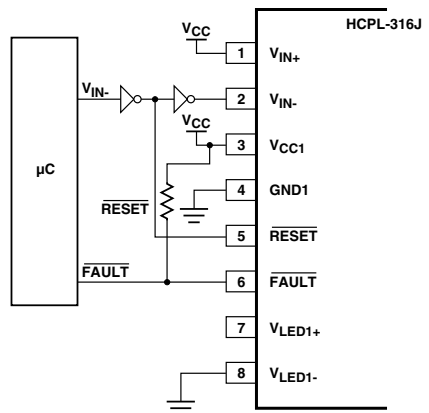 HCPL-316J
VCC
1 VIN+
VIN-
2 VIN-
VCC
3 VCC1
µC
4 GND1
RESET
5 RESET
FAULT
6 FAULT
7 VLED1+
8 VLED1-